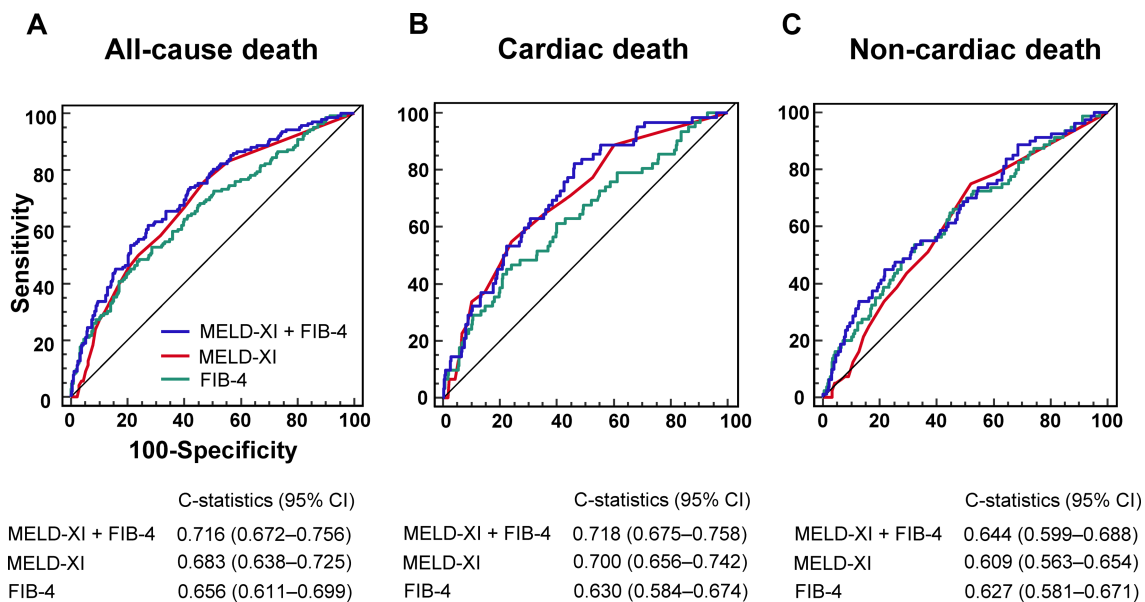 A
All-cause death
B
Cardiac death
C
Non-cardiac death
Sensitivity
100
80
60
40
20
0
MELD-XI + FIB-4
MELD-XI
FIB-4
0 20 40 60 80 100
100-Specificity
100
80
60
40
20
0
0 20 40 60 80 100
100
80
60
40
20
0
0 20 40 60 80 100
C-statistics (95% CI)
MELD-XI + FIB-4 0.716 (0.672–0.756)
MELD-XI 0.683 (0.638–0.725)
FIB-4 0.656 (0.611–0.699)
C-statistics (95% CI)
MELD-XI + FIB-4 0.718 (0.675–0.758)
MELD-XI 0.700 (0.656–0.742)
FIB-4 0.630 (0.584–0.674)
C-statistics (95% CI)
MELD-XI + FIB-4 0.644 (0.599–0.688)
MELD-XI 0.609 (0.563–0.654)
FIB-4 0.627 (0.581–0.671)